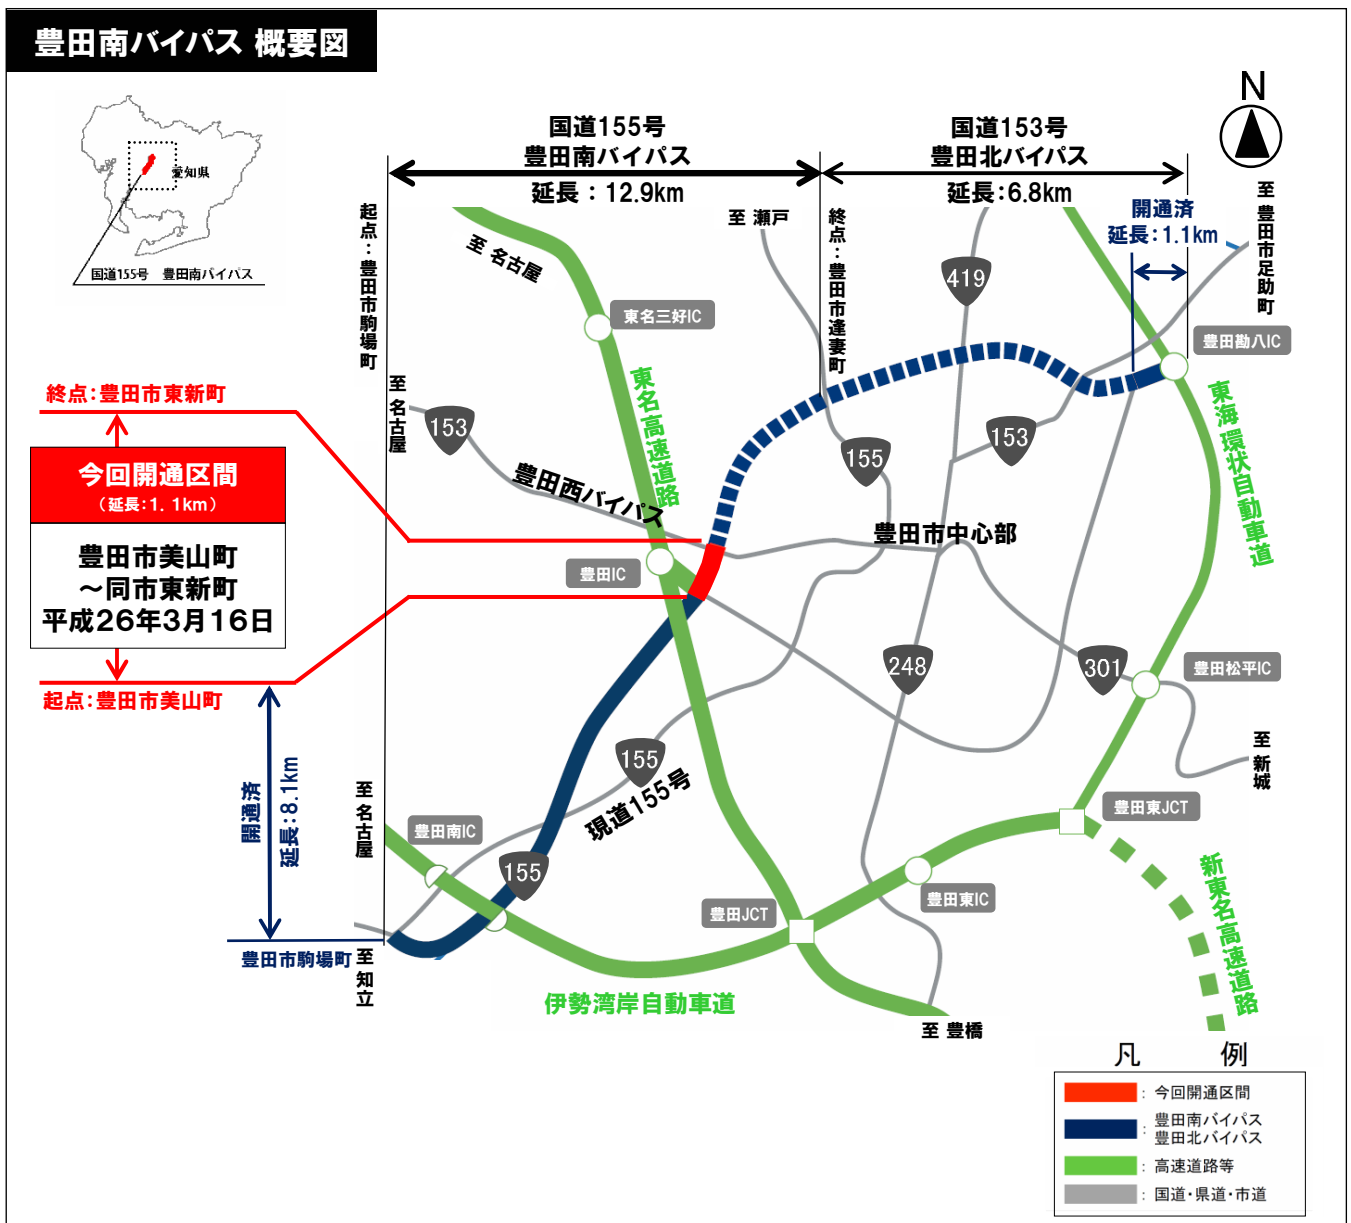 豊田南バイパス 概要図
愛知県
国道155号　豊田南バイパス
国道155号
豊田南バイパス
延長：12.9km
国道153号
豊田北バイパス
延長:6.8km
N
開通済
延長:1.1km
至 豊田市足助町
起点：豊田市駒場町
終点：豊田市逢妻町
至 瀬戸
至 名古屋
419
東名三好IC
豊田勘八IC
東名高速道路
東海環状自動車道
至 名古屋
153
153
155
豊田西バイパス
豊田市中心部
豊田IC
終点:豊田市東新町
今回開通区間
（延長:1.1km）
豊田市美山町
～同市東新町
平成26年3月16日
起点:豊田市美山町
開通済
延長:8.1km
豊田市駒場町
248
301
豊田松平IC
至 新城
155
現道155号
至 名古屋
豊田南IC
155
豊田東JCT
豊田東IC
豊田JCT
新東名高速道路
至 知立
伊勢湾岸自動車道
至 豊橋
凡　例
：今回開通区間
：豊田南バイパス
豊田北バイパス
：高速道路等
：国道・県道・市道